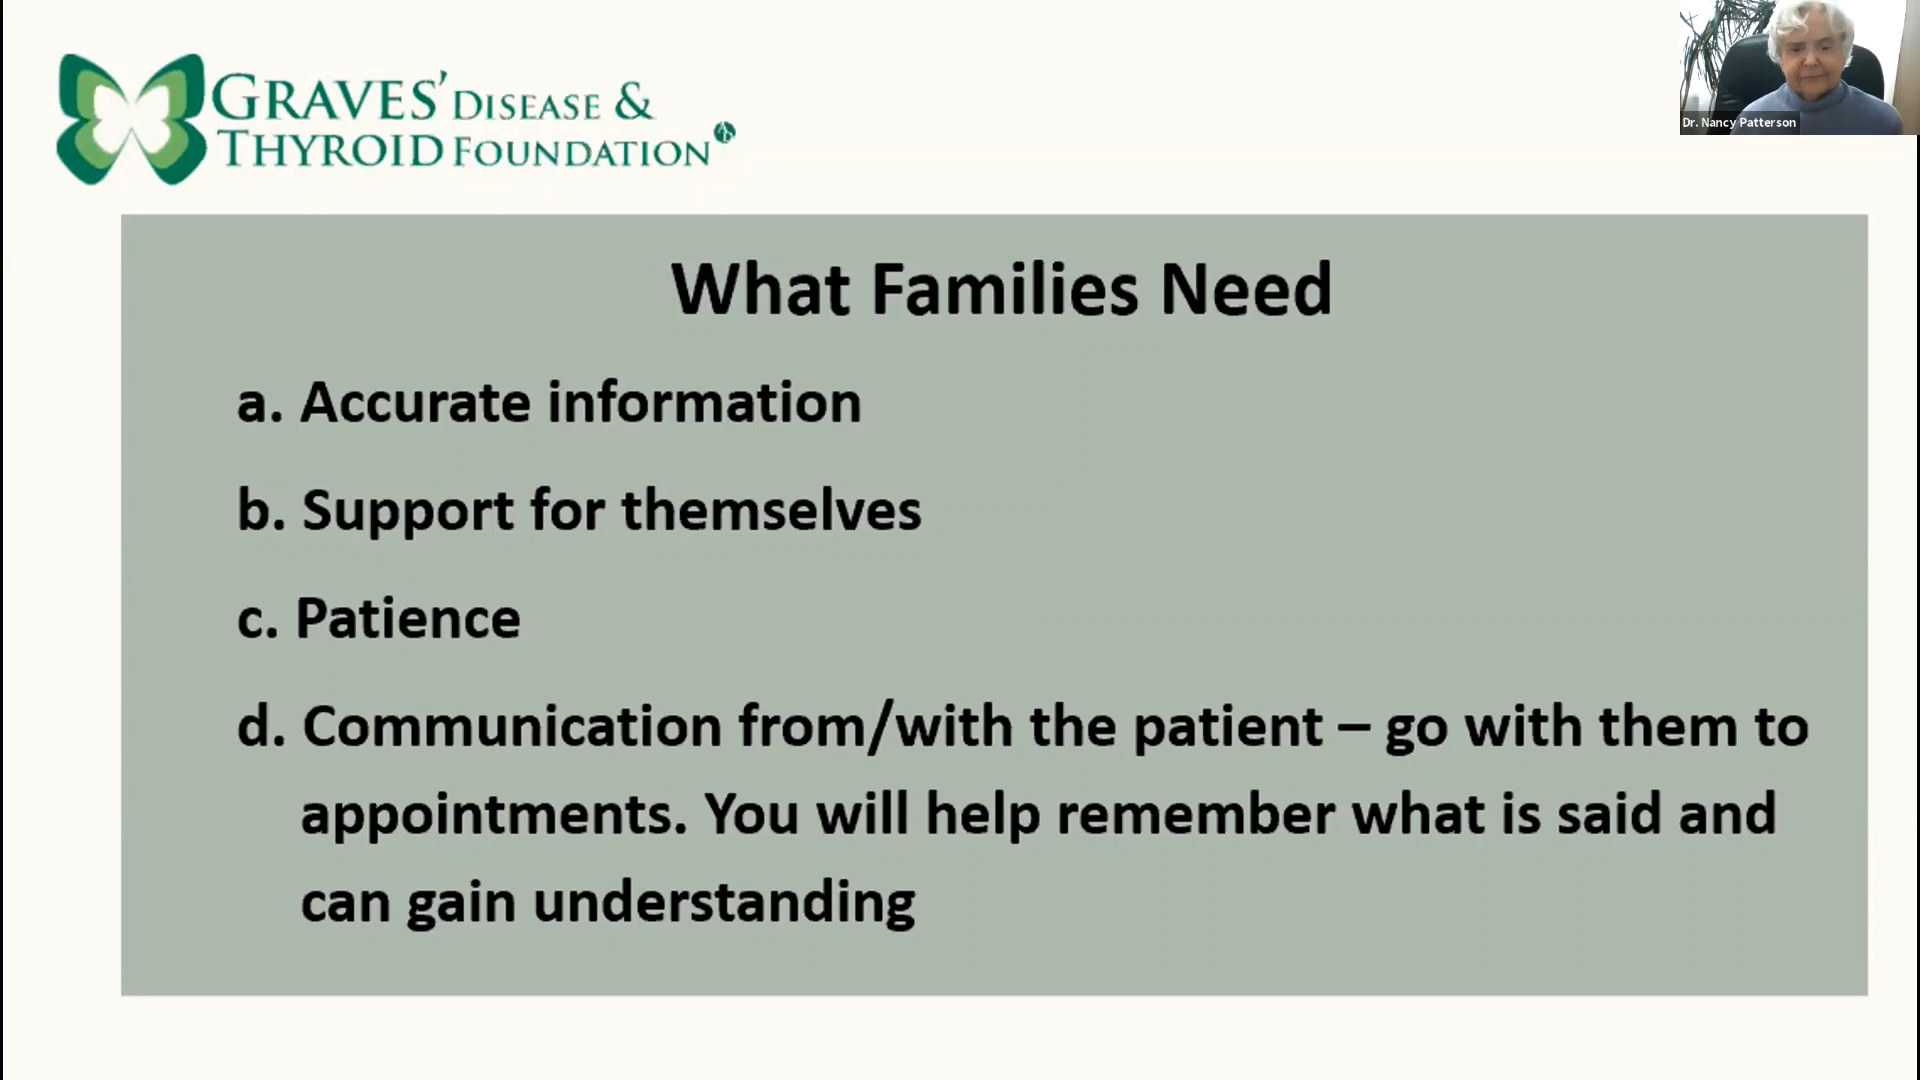 GRAVES' DISEASE &
THYROID FOUNDATION
Dr. Nancy Patterson
What Families Need
a. Accurate information
b. Support for themselves
c. Patience
d. Communication from/with the patient – go with them to
appointments. You will help remember what is said and
can gain understanding